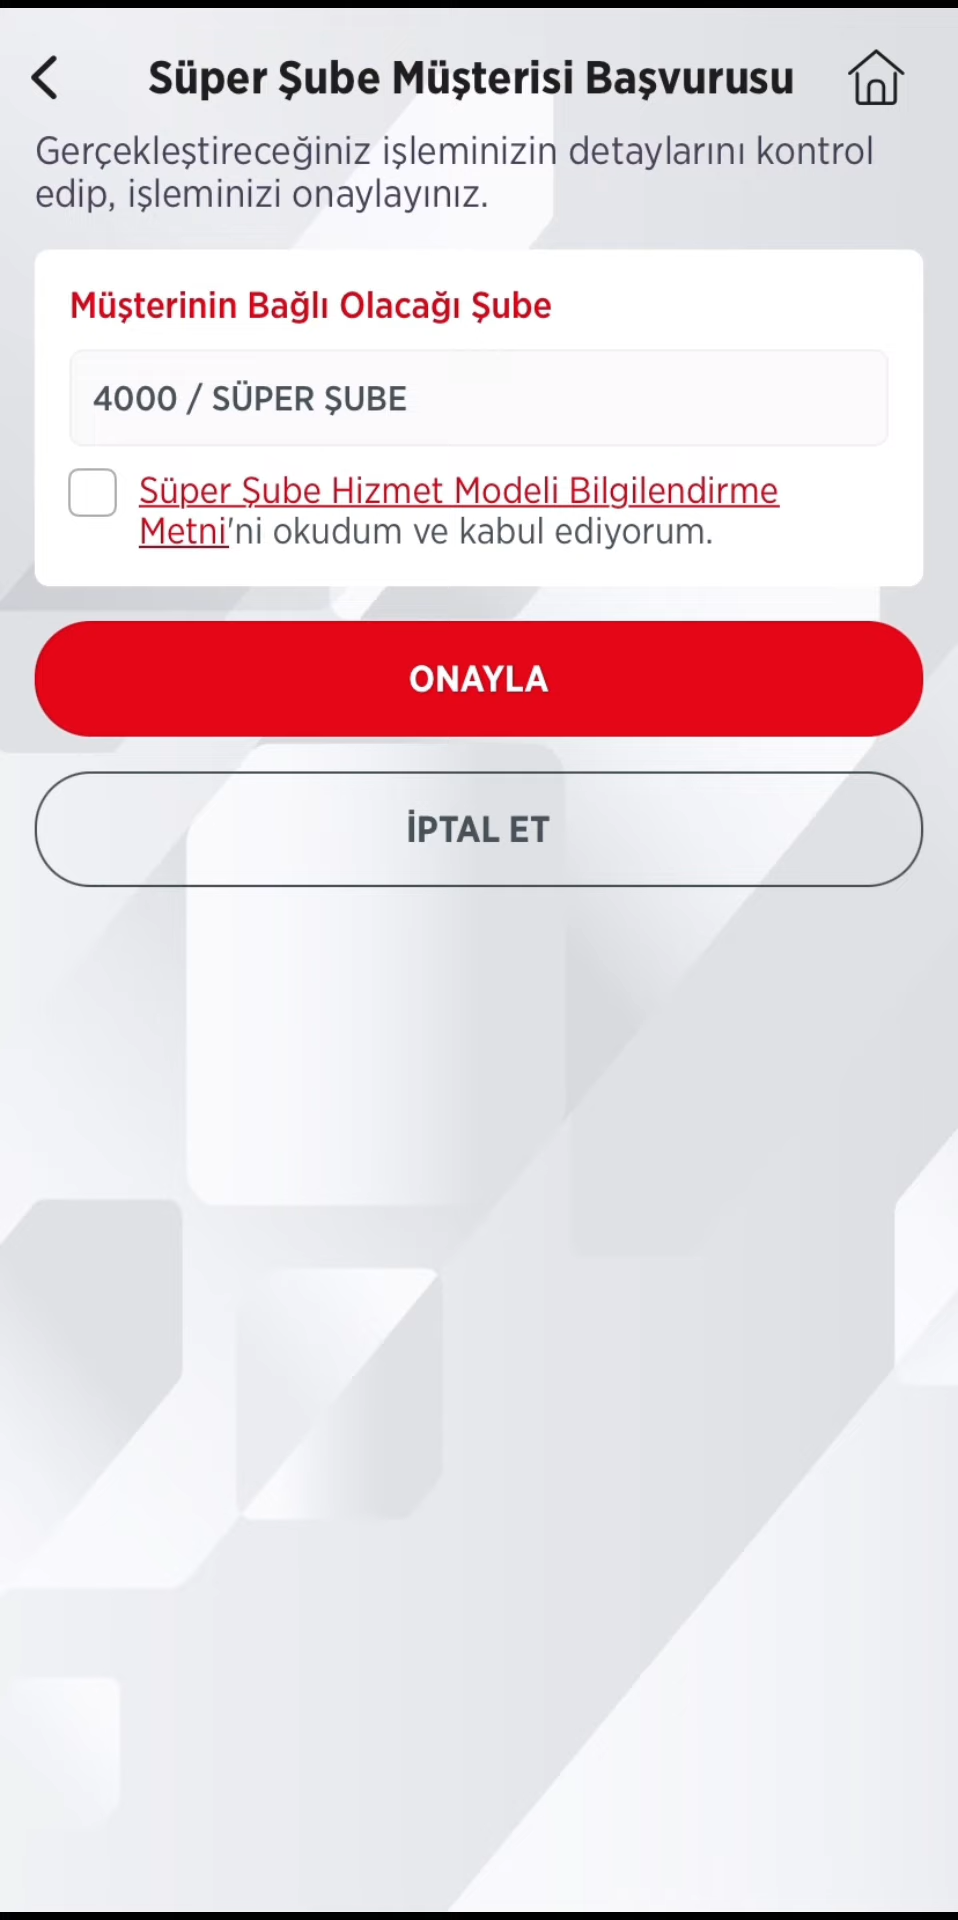 Süper Şube Müşterisi Başvurusu
Gerçekleştireceğiniz işleminizin detaylarını kontrol
edip, işleminizi onaylayınız.
Müşterinin Bağlı Olacağı Şube
4000 / SÜPER ŞUBE
Süper Şube Hizmet Modeli Bilgilendirme
Metni'ni okudum ve kabul ediyorum.
ONAYLA
İPTAL ET